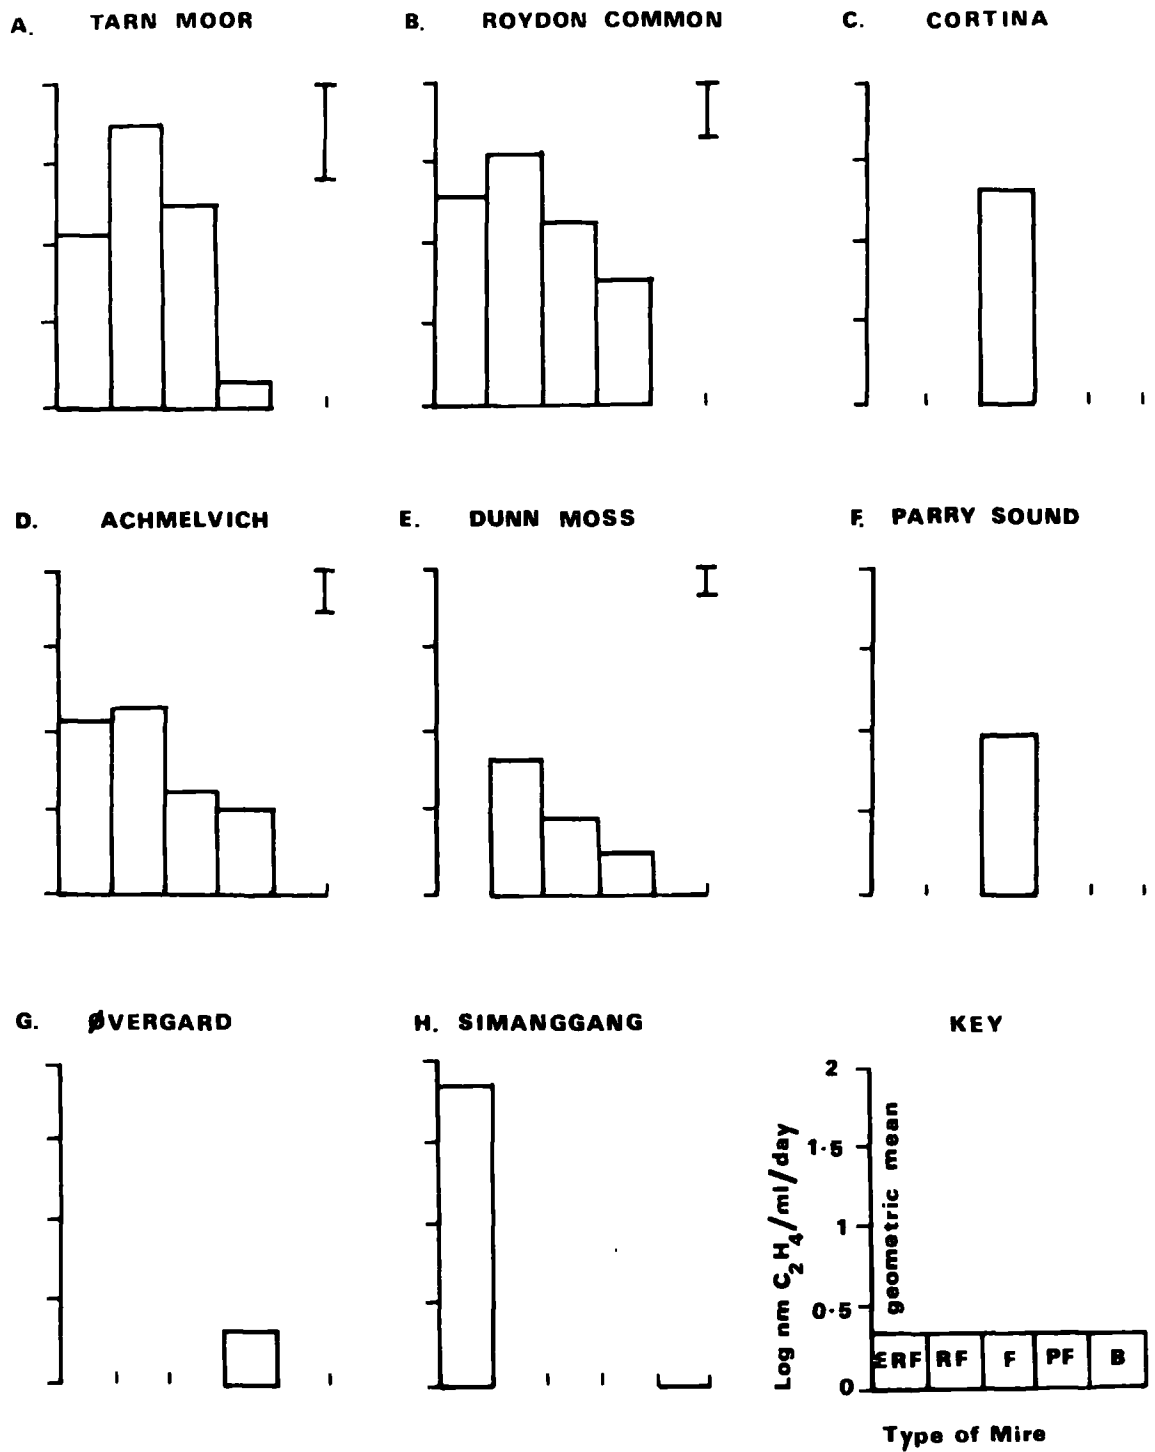 A. TARN MOOR
B. ROYDON COMMON
C. CORTINA
D. ACHMELVICH
E. DUNN MOSS
F. PARRY SOUND
G. ØVERGARD
H. SIMANGGANG
KEY
2
1·5
1
0·5
0
Log nm C2H4/ml/day
geometric mean
ERF RF F PF B
Type of Mire